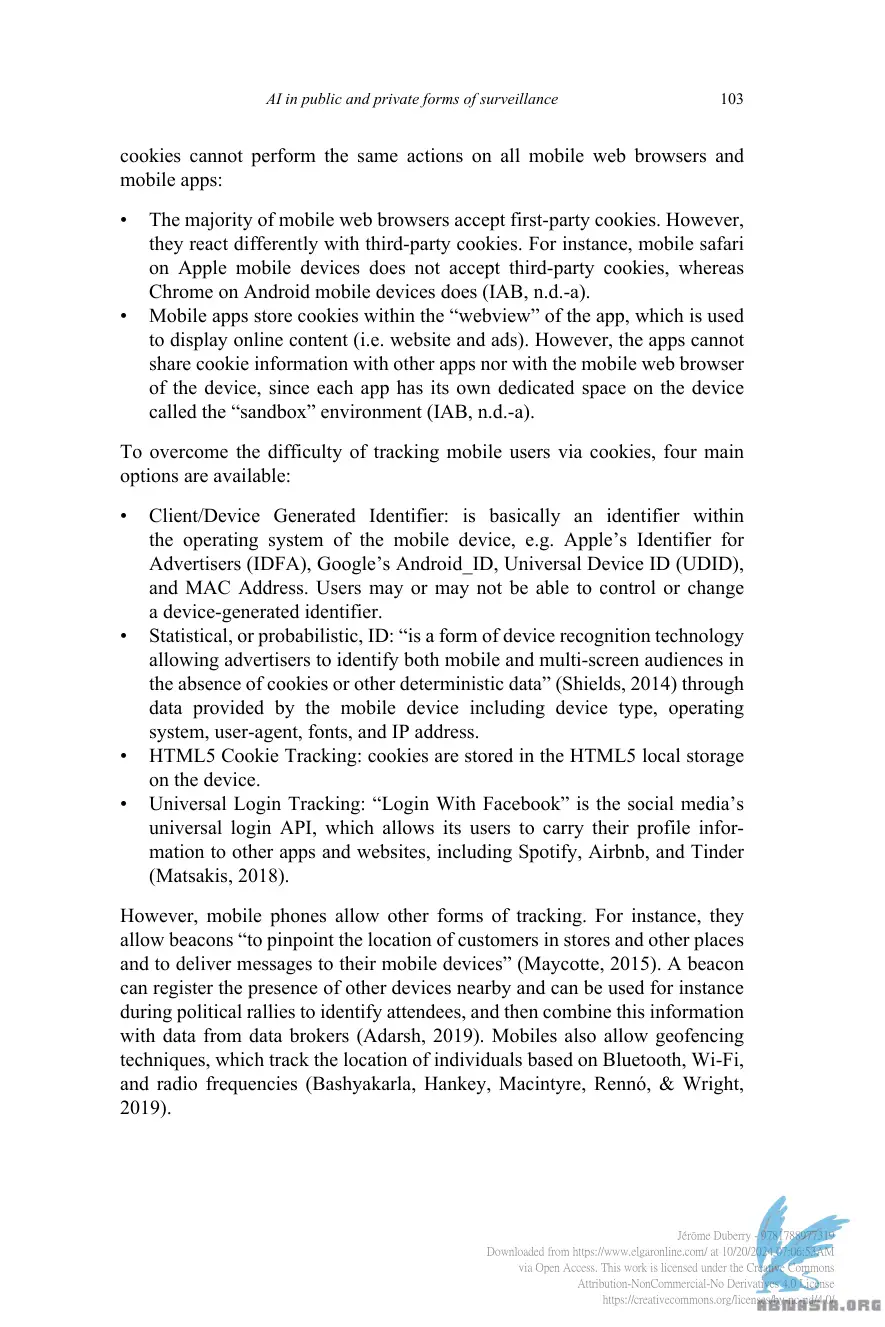 AI in public and private forms of surveillance 103
cookies cannot perform the same actions on all mobile web browsers and
mobile apps:
• The majority of mobile web browsers accept first-party cookies. However,
they react differently with third-party cookies. For instance, mobile safari
on Apple mobile devices does not accept third-party cookies, whereas
Chrome on Android mobile devices does (IAB, n.d.-a).
• Mobile apps store cookies within the “webview” of the app, which is used
to display online content (i.e. website and ads). However, the apps cannot
share cookie information with other apps nor with the mobile web browser
of the device, since each app has its own dedicated space on the device
called the “sandbox” environment (IAB, n.d.-a).
To overcome the difficulty of tracking mobile users via cookies, four main
options are available:
• Client/Device Generated Identifier: is basically an identifier within
the operating system of the mobile device, e.g. Apple’s Identifier for
Advertisers (IDFA), Google’s Android_ID, Universal Device ID (UDID),
and MAC Address. Users may or may not be able to control or change
a device-generated identifier.
• Statistical, or probabilistic, ID: “is a form of device recognition technology
allowing advertisers to identify both mobile and multi-screen audiences in
the absence of cookies or other deterministic data” (Shields, 2014) through
data provided by the mobile device including device type, operating
system, user-agent, fonts, and IP address.
• HTML5 Cookie Tracking: cookies are stored in the HTML5 local storage
on the device.
• Universal Login Tracking: “Login With Facebook” is the social media’s
universal login API, which allows its users to carry their profile infor-
mation to other apps and websites, including Spotify, Airbnb, and Tinder
(Matsakis, 2018).
However, mobile phones allow other forms of tracking. For instance, they
allow beacons “to pinpoint the location of customers in stores and other places
and to deliver messages to their mobile devices” (Maycotte, 2015). A beacon
can register the presence of other devices nearby and can be used for instance
during political rallies to identify attendees, and then combine this information
with data from data brokers (Adarsh, 2019). Mobiles also allow geofencing
techniques, which track the location of individuals based on Bluetooth, Wi-Fi,
and radio frequencies (Bashyakarla, Hankey, Macintyre, Rennó, & Wright,
2019).
Jérôme Duberry - 9781788977319
Downloaded from https://www.elgaronline.com/ at 10/20/2024 07:06:53AM
via Open Access. This work is licensed under the Creative Commons
Attribution-NonCommercial-No Derivatives 4.0 License
https://creativecommons.org/licenses/by-nc-nd/4.0/
ABMASIA.ORG